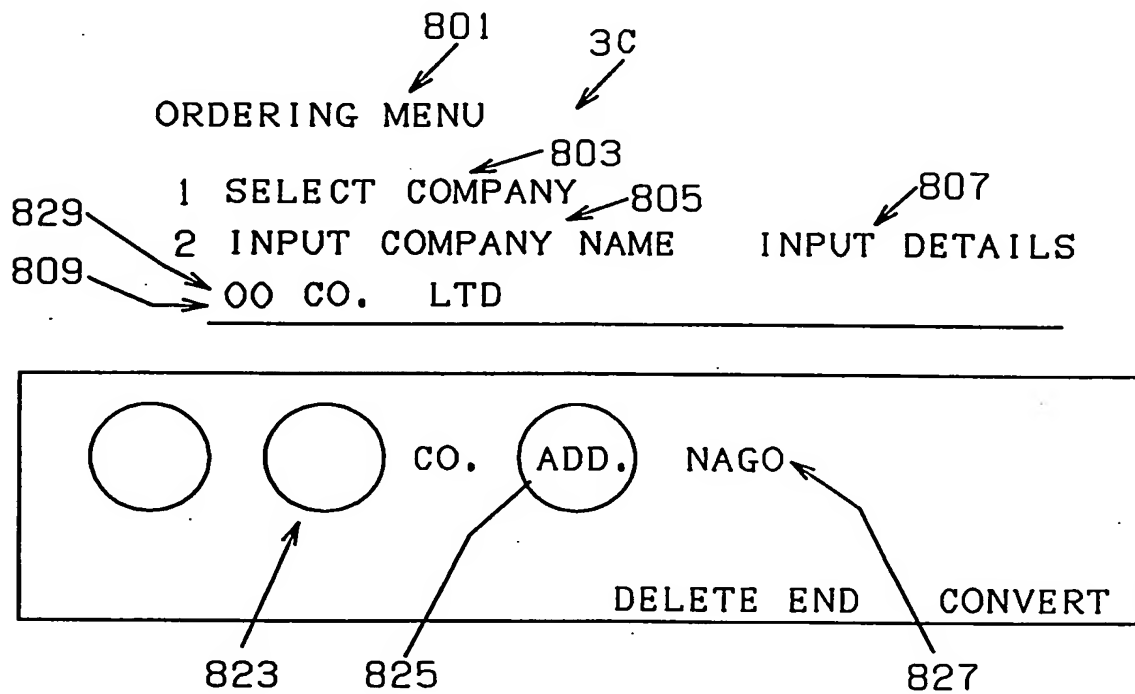 801
3C
ORDERING MENU
803
1 SELECT COMPANY
805
807
829
2 INPUT COMPANY NAME INPUT DETAILS
809
OO CO. LTD
CO. ADD. NAGO
DELETE END CONVERT
823 825 827